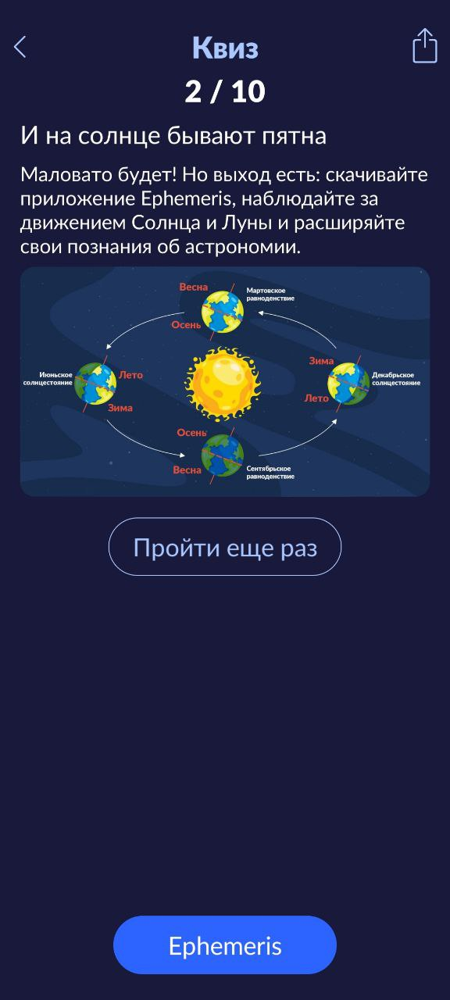 Квиз
2 / 10
И на солнце бывают пятна
Маловато будет! Но выход есть: скачивайте
приложение Ephemeris, наблюдайте за
движением Солнца и Луны и расширяйте
свои познания об астрономии.
Весна
Мартовское
равноденствие
Осень
Июньское
солнцестояние
Лето
Зима
Зима
Декабрьское
солнцестояние
Лето
Осень
Весна
Сентябрьское
равноденствие
Пройти еще раз
Ephemeris